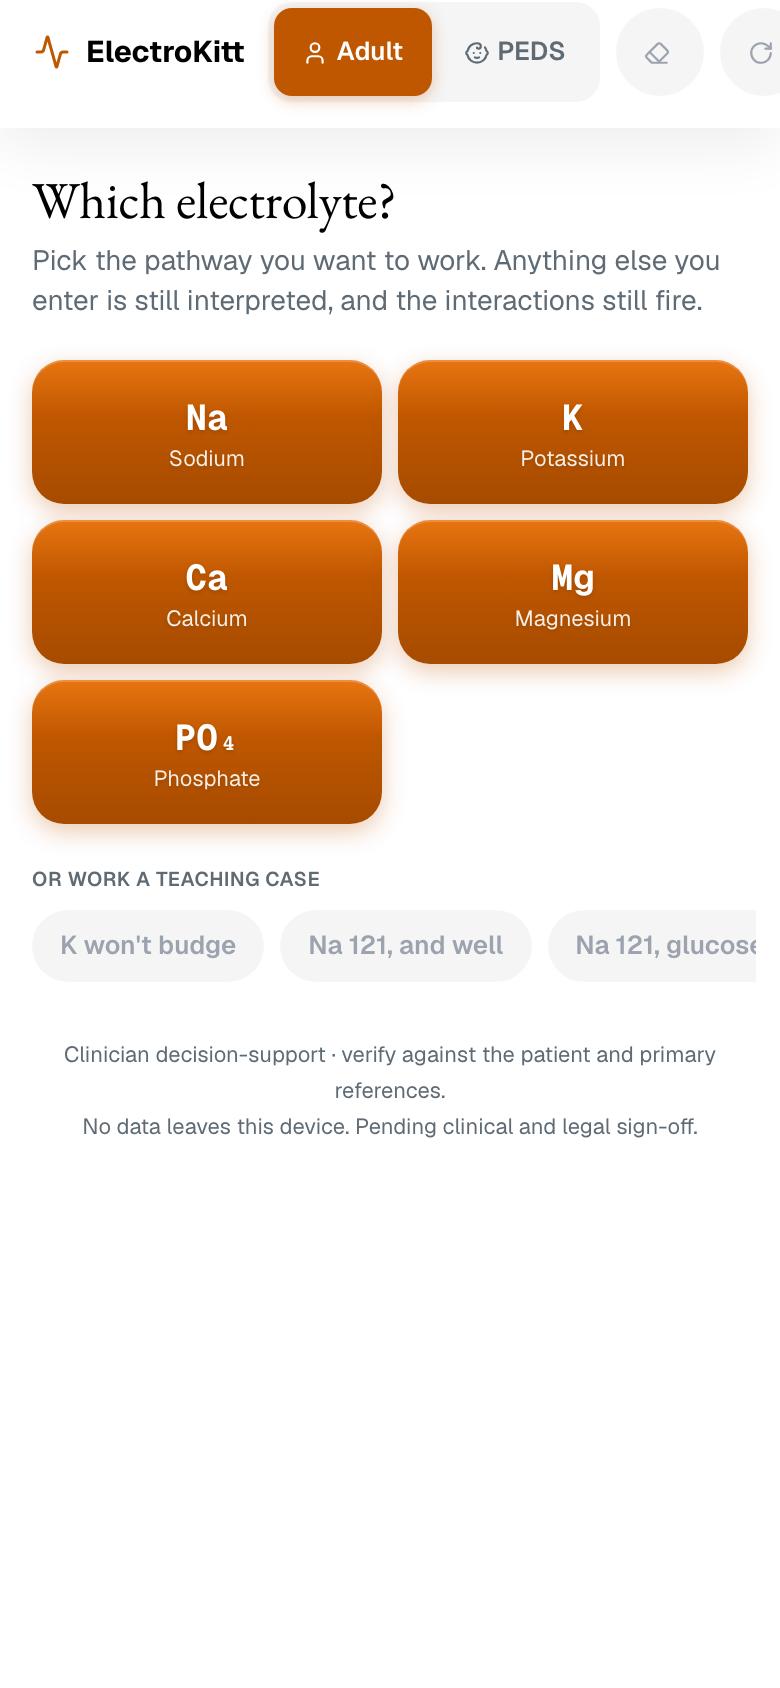 ElectroKitt
Adult
PEDS
Which electrolyte?
Pick the pathway you want to work. Anything else you
enter is still interpreted, and the interactions still fire.
Na
Sodium
K
Potassium
Ca
Calcium
Mg
Magnesium
PO₄
Phosphate
OR WORK A TEACHING CASE
K won't budge
Na 121, and well
Na 121, glucose
Clinician decision-support · verify against the patient and primary
references.
No data leaves this device. Pending clinical and legal sign-off.